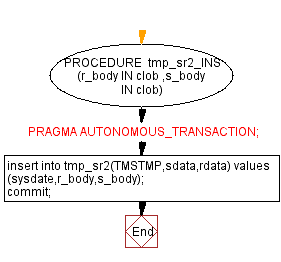 PROCEDURE tmp_sr2_INS
(r_body IN clob ,s_body
IN clob)
PRAGMA AUTONOMOUS_TRANSACTION;
insert into tmp_sr2(TMSTMP,sdata,rdata) values
(sysdate,r_body,s_body);
commit;
End